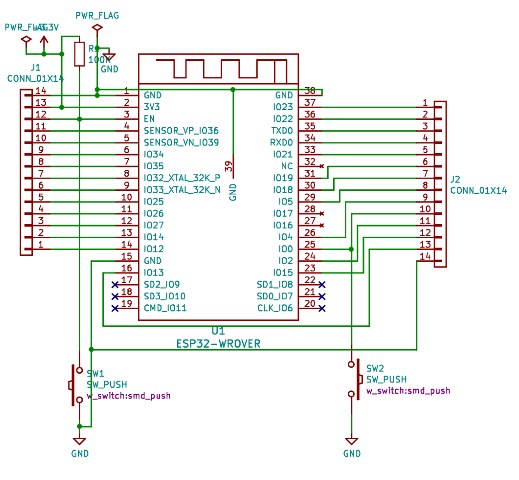 PWR_FLAG
PWR_FLAG
+3.3V
J1
CONN_01X14
R1
100K
GND
14 1 GND GND 38
13 2 3V3 IO23 37 1
12 3 EN IO22 36 2
11 4 SENSOR_VP_IO36 TXD0 35 3
10 5 SENSOR_VN_IO39 RXD0 34 4
9 6 IO34 IO21 33 5
8 7 IO35 NC 32 6
7 8 IO32_XTAL_32K_P IO19 31 7
6 9 IO33_XTAL_32K_N IO18 30 8
5 10 IO25 IO5 29 9
4 11 IO26 IO17 28 10
3 12 IO27 IO16 27 11
2 13 IO14 IO4 26 12
1 14 IO12 IO0 25 13
15 GND IO2 24 14
16 IO13 IO15 23
17 SD2_IO9 SD1_IO8 22
18 SD3_IO10 SD0_IO7 21
19 CMD_IO11 CLK_IO6 20
39
GND
J2
CONN_01X14
U1
ESP32-WROVER
SW1
SW_PUSH
w_switch:smd_push
GND
SW2
SW_PUSH
w_switch:smd_push
GND